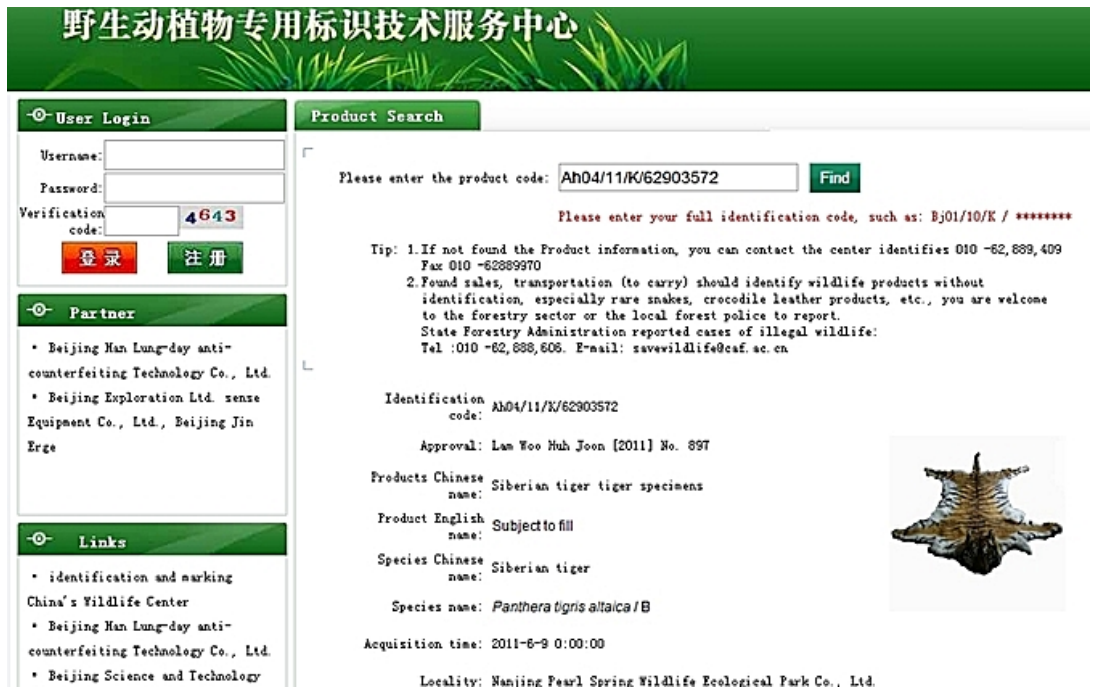 野生动植物专用标识技术服务中心
User Login
Username:
Password:
Verification
code:
4643
登录
注册
Partner
• Beijing Han Lung-day anti-
counterfeiting Technology Co., Ltd.
• Beijing Exploration Ltd. sense
Equipment Co., Ltd., Beijing Jin
Erge
Links
• identification and marking
China's Wildlife Center
• Beijing Han Lung-day anti-
counterfeiting Technology Co., Ltd.
• Beijing Science and Technology
Product Search
Please enter the product code: Ah04/11/K/62903572 Find
Please enter your full identification code, such as: Bj01/10/K / ********
Tip: 1.If not found the Product information, you can contact the center identifies 010 -62,889,409
Fax 010 -62889970
2.Found sales, transportation (to carry) should identify wildlife products without
identification, especially rare snakes, crocodile leather products, etc., you are welcome
to the forestry sector or the local forest police to report.
State Forestry Administration reported cases of illegal wildlife:
Tel :010 -62,888,606. E-mail: savewildlife@caf.ac.cn
Identification
code: Ah04/11/K/62903572
Approval: Lam Woo Huh Joon [2011] No. 897
Products Chinese
name: Siberian tiger tiger specimens
Product English
name: Subject to fill
Species Chinese
name: Siberian tiger
Species name: Panthera tigris altaica / B
Acquisition time: 2011-6-9 0:00:00
Locality: Nanjing Pearl Spring Wildlife Ecological Park Co., Ltd.